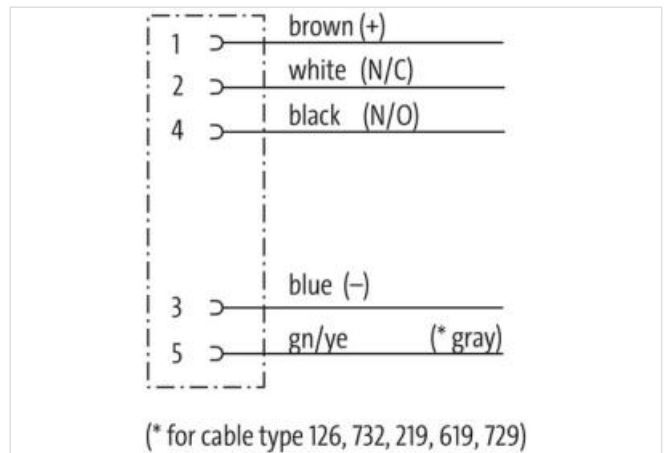 1 brown (+)
2 white (N/C)
4 black (N/O)
3 blue (–)
5 gn/ye (* gray)
(* for cable type 126, 732, 219, 619, 729)